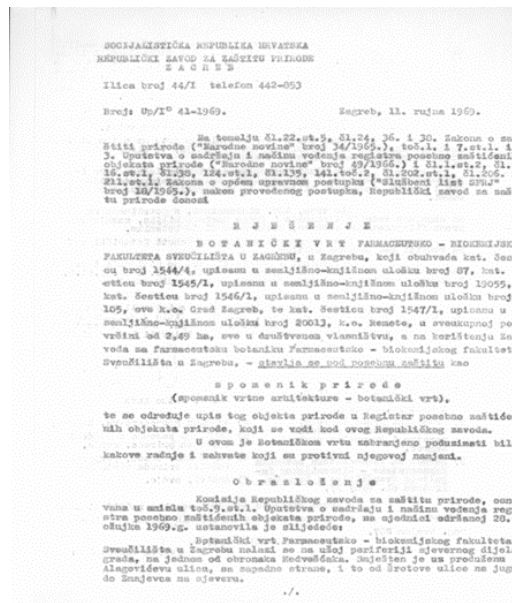 SOCIJALISTIČKA REPUBLIKA HRVATSKA
REPUBLIČKI ZAVOD ZA ZAŠTITU PRIRODE
Z A G R E B
Ilica broj 44/I telefon 442-053
Broj: Up/I° 41-1969.
Zagreb, 11. rujna 1969.
Na temelju čl.22.st.5, čl.24, 36. i 30. Zakona o za
štiti prirode ("Narodne novine" broj 34/1965.), toč.1. i 7.st.1. i
3. Uputstva o sadržaju i načinu vođenja registra posebno zaštićeni
objekata prirode ("Narodne novine" broj 49/1966.) i čl.1.st.2, čl.
16.st.1, čl.38, 124.st.1, čl.135, 141.toč.2, čl.202.st.1, čl.206.
211.st.1, Zakona o općem upravnom postupku ("Službeni list SFRJ"
broj 18/1965.), nakon provedenog postupka, Republički zavod za zaš
tu prirode donosi
R J E Š E N J E
BOTANIČKI VRT FARMACEUTSKO - BIOKEMIJSK
FAKULTETA SVEUČILIŠTA U ZAGREBU, u Zagrebu, koji obuhvaća kat. čes
cu broj 1544/4, upisanu u zemljišno-knjižnom ulošku broj 87, kat.
esticu broj 1545/1, upisanu u zemljišno-knjižnom ulošku broj 19055,
kat. česticu broj 1546/1, upisanu u zemljišno-knjižnom ulošku broj
105, sve k.o. Grad Zagreb, te kat. česticu broj 1547/1, upisanu u
zemljišno-knjižnom ulošku broj 20013, k.o. Remete, u sveukupnoj po
vršini od 2,49 ha, sve u društvenom vlasništvu, a na korištenju Za
voda za farmaceutsku botaniku Farmaceutsko - biokemijskog fakultet
Sveučilišta u Zagrebu, - stavlja se pod posebnu zaštitu kao
s p o m e n i k p r i r o d e
(spomenik vrtne arhitekture - botanički vrt),
te se određuje upis tog objekta prirode u Registar posebno zaštiće
nih objekata prirode, koji se vodi kod ovog Republičkog zavoda.
U ovom je Botaničkom vrtu zabranjeno poduzimati bil
kakove radnje i zahvate koji su protivni njegovoj namjeni.
O b r a z l o ž e n j e
Komisija Republičkog zavoda za zaštitu prirode, osn
vana u smislu toč.9.st.1. Uputstva o sadržaju i načinu vođenja reg
stra posebno zaštićenih objekata prirode, na sjednici održanoj 28.
ožujka 1969.g. ustanovila je slijedeće:
Botanički vrt Farmaceutsko - biokemijskog fakulteta
Sveučilišta u Zagrebu nalazi se na užoj periferiji sjevernog dijela
grada, na jednom od obronaka Medveščaka. Smješten je uz produženu
Alagovićevu ulicu, sa zapadne strane, i to od Šrotove ulice na jug
do Zmajevca na sjeveru.
./.